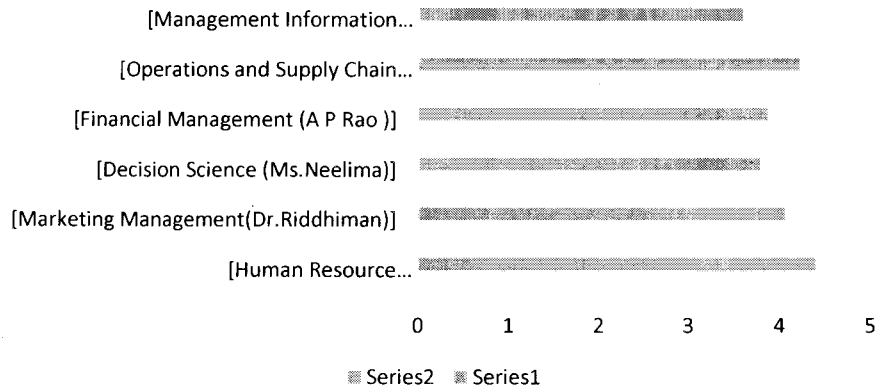 [Management Information...
[Operations and Supply Chain...
[Financial Management (A P Rao )]
[Decision Science (Ms.Neelima)]
[Marketing Management(Dr.Riddhiman)]
[Human Resource...
0 1 2 3 4 5
Series2 Series1